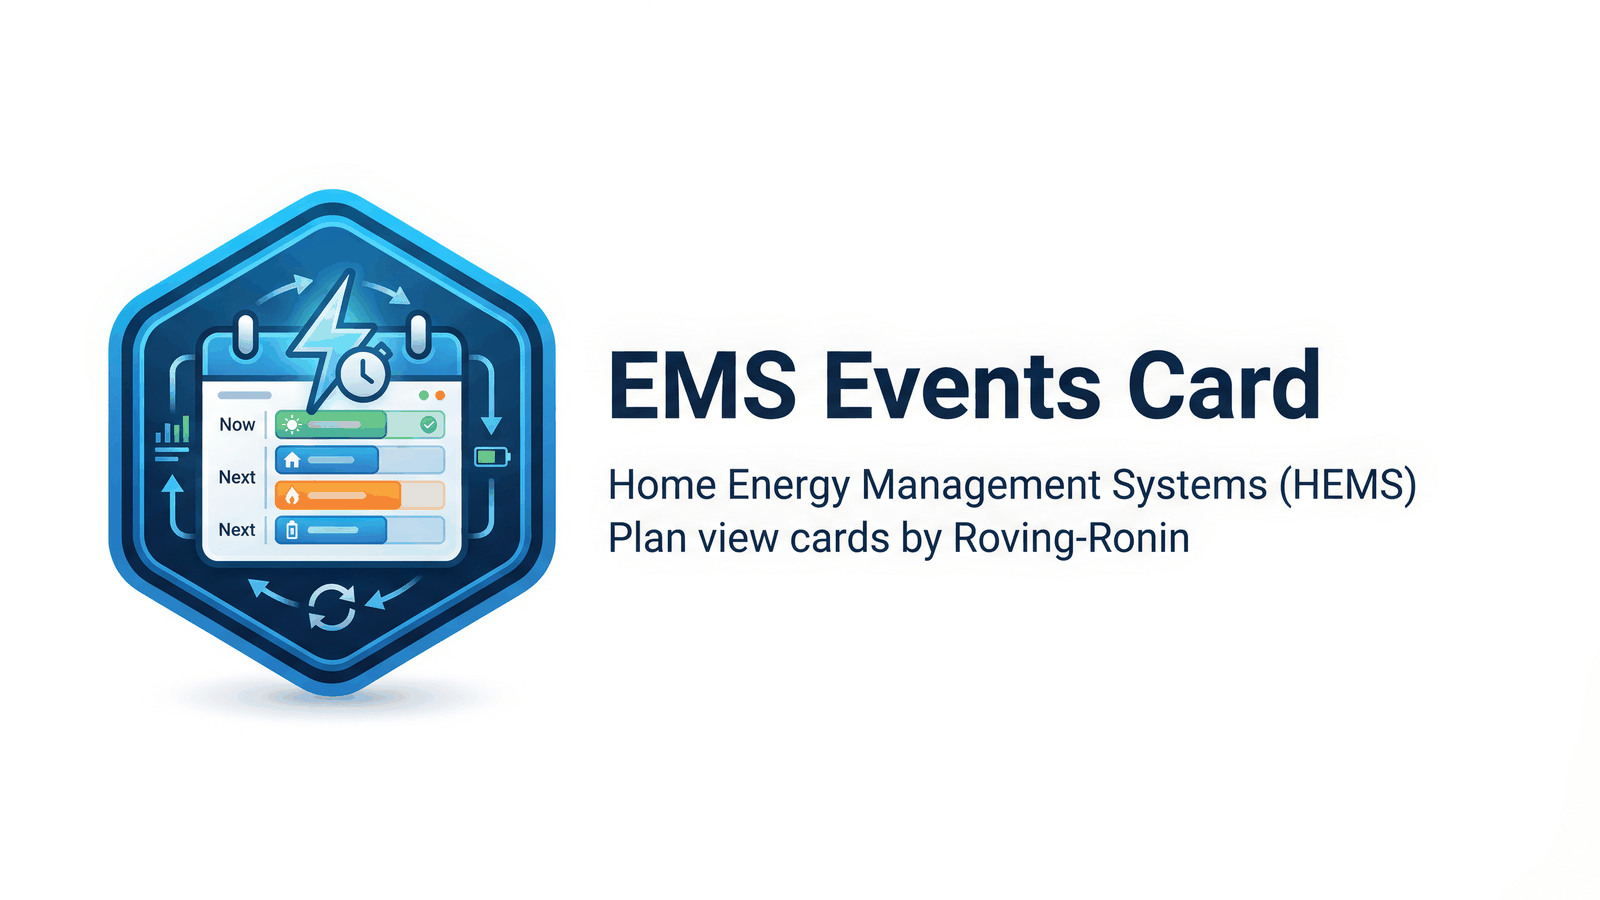 Now
Next
Next
EMS Events Card
Home Energy Management Systems (HEMS)
Plan view cards by Roving-Ronin